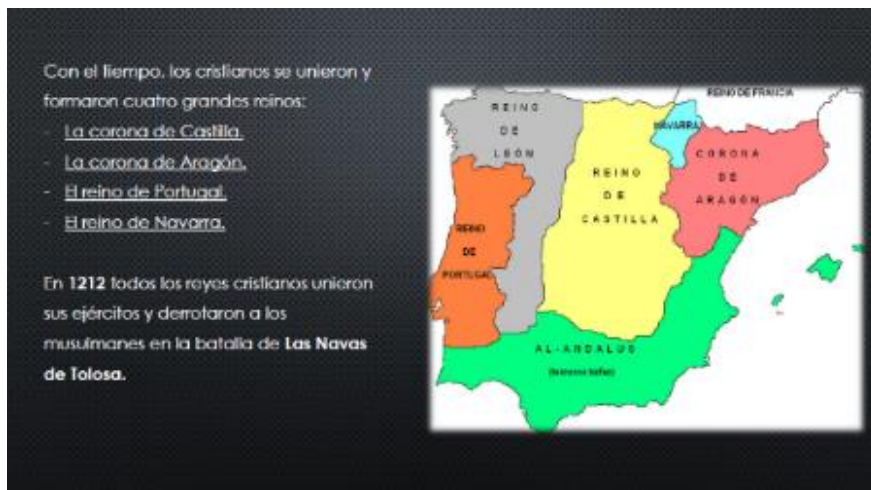 Con el tiempo, los cristianos se unieron y
formaron cuatro grandes reinos:
- La corona de Castilla.
- La corona de Aragón.
- El reino de Portugal.
- El reino de Navarra.
En 1212 todos los reyes cristianos unieron
sus ejércitos y derrotaron a los
musulmanes en la batalla de Las Navas
de Tolosa.
REINO DE FRANCIA
REINO
DE
LEÓN
NAVARRA
CORONA
DE
ARAGÓN
REINO
DE
CASTILLA
REINO
DE
PORTUGAL
AL-ANDALUS